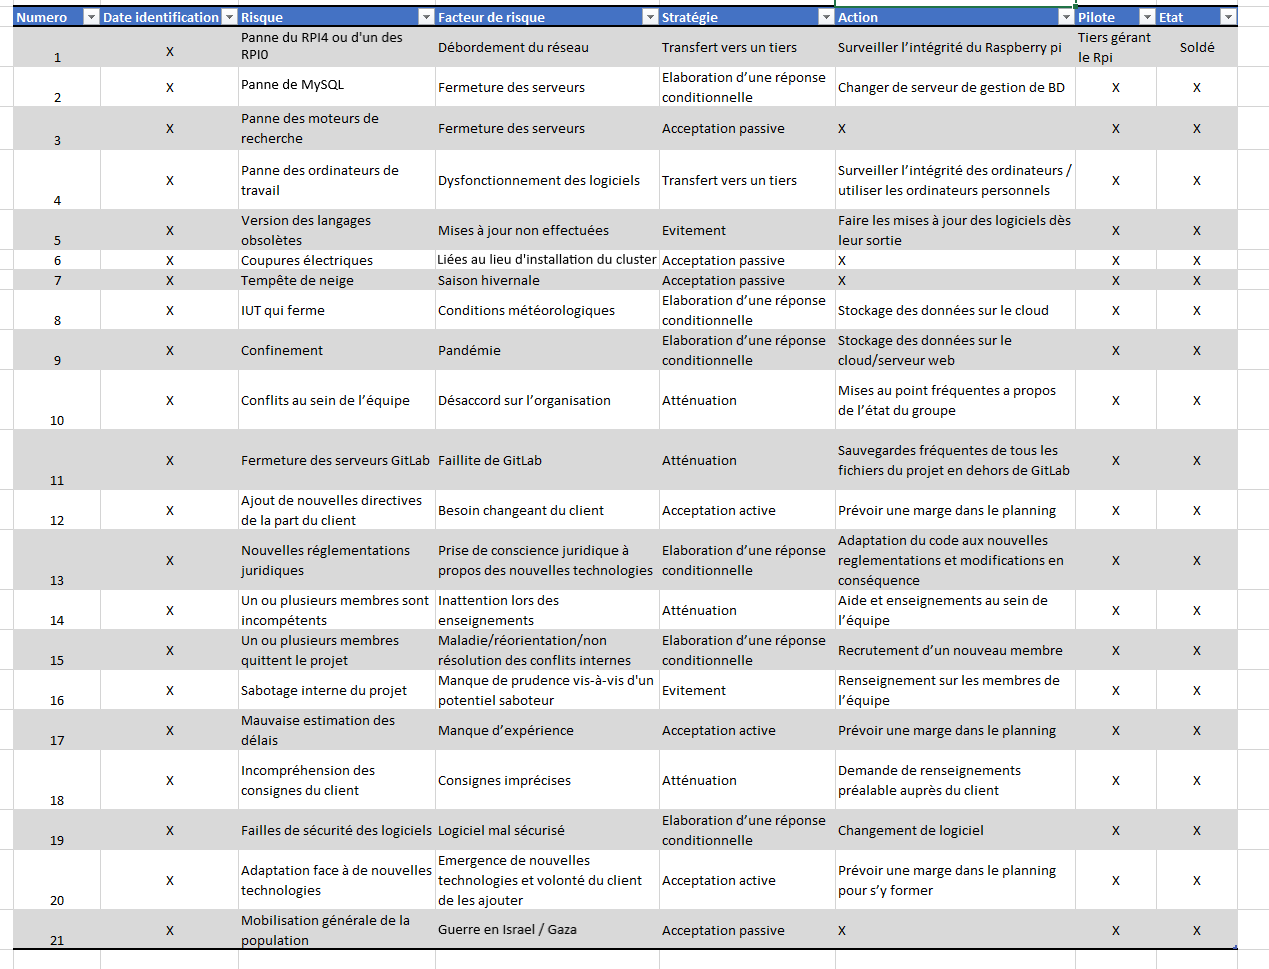 Numero Date identification Risque Facteur de risque Stratégie Action Pilote Etat
1 X Panne du RPI4 ou d'un des RPI0 Débordement du réseau Transfert vers un tiers Surveiller l’intégrité du Raspberry pi Tiers gérant le Rpi Soldé
2 X Panne de MySQL Fermeture des serveurs Elaboration d’une réponse conditionnelle Changer de serveur de gestion de BD X X
3 X Panne des moteurs de recherche Fermeture des serveurs Acceptation passive X X X
4 X Panne des ordinateurs de travail Dysfonctionnement des logiciels Transfert vers un tiers Surveiller l’intégrité des ordinateurs / utiliser les ordinateurs personnels X X
5 X Version des langages obsolètes Mises à jour non effectuées Evitement Faire les mises à jour des logiciels dès leur sortie X X
6 X Coupures électriques Liées au lieu d'installation du cluster Acceptation passive X X X
7 X Tempête de neige Saison hivernale Acceptation passive X X X
8 X IUT qui ferme Conditions météorologiques Elaboration d’une réponse conditionnelle Stockage des données sur le cloud X X
9 X Confinement Pandémie Elaboration d’une réponse conditionnelle Stockage des données sur le cloud/serveur web X X
10 X Conflits au sein de l’équipe Désaccord sur l’organisation Atténuation Mises au point fréquentes a propos de l’état du groupe X X
11 X Fermeture des serveurs GitLab Faillite de GitLab Atténuation Sauvegardes fréquentes de tous les fichiers du projet en dehors de GitLab X X
12 X Ajout de nouvelles directives de la part du client Besoin changeant du client Acceptation active Prévoir une marge dans le planning X X
13 X Nouvelles réglementations juridiques Prise de conscience juridique à propos des nouvelles technologies Elaboration d’une réponse conditionnelle Adaptation du code aux nouvelles reglementations et modifications en conséquence X X
14 X Un ou plusieurs membres sont incompétents Inattention lors des enseignements Atténuation Aide et enseignements au sein de l’équipe X X
15 X Un ou plusieurs membres quittent le projet Maladie/réorientation/non résolution des conflits internes Elaboration d’une réponse conditionnelle Recrutement d’un nouveau membre X X
16 X Sabotage interne du projet Manque de prudence vis-à-vis d'un potentiel saboteur Evitement Renseignement sur les membres de l’équipe X X
17 X Mauvaise estimation des délais Manque d’expérience Acceptation active Prévoir une marge dans le planning X X
18 X Incompréhension des consignes du client Consignes imprécises Atténuation Demande de renseignements préalable auprès du client X X
19 X Failles de sécurité des logiciels Logiciel mal sécurisé Elaboration d’une réponse conditionnelle Changement de logiciel X X
20 X Adaptation face à de nouvelles technologies Emergence de nouvelles technologies et volonté du client de les ajouter Acceptation active Prévoir une marge dans le planning pour s’y former X X
21 X Mobilisation générale de la population Guerre en Israel / Gaza Acceptation passive X X X